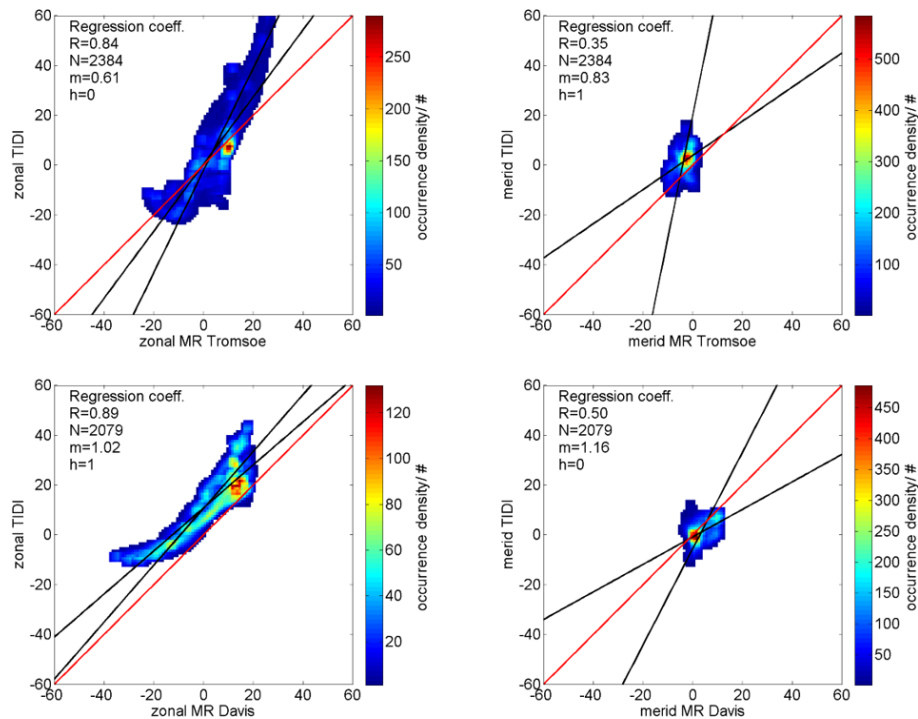 Regression coeff.
R=0.84
N=2384
m=0.61
h=0
60
40
20
0
-20
-40
-60
zonal TIDI
-60 -40 -20 0 20 40 60
zonal MR Tromsoe
250
200
150
100
50
occurrence density/ #
Regression coeff.
R=0.35
N=2384
m=0.83
h=1
60
40
20
0
-20
-40
-60
merid TIDI
-60 -40 -20 0 20 40 60
merid MR Tromsoe
500
400
300
200
100
occurrence density/ #
Regression coeff.
R=0.89
N=2079
m=1.02
h=1
60
40
20
0
-20
-40
-60
zonal TIDI
-60 -40 -20 0 20 40 60
zonal MR Davis
120
100
80
60
40
20
occurrence density/ #
Regression coeff.
R=0.50
N=2079
m=1.16
h=0
60
40
20
0
-20
-40
-60
merid TIDI
-60 -40 -20 0 20 40 60
merid MR Davis
450
400
350
300
250
200
150
100
50
occurrence density/ #